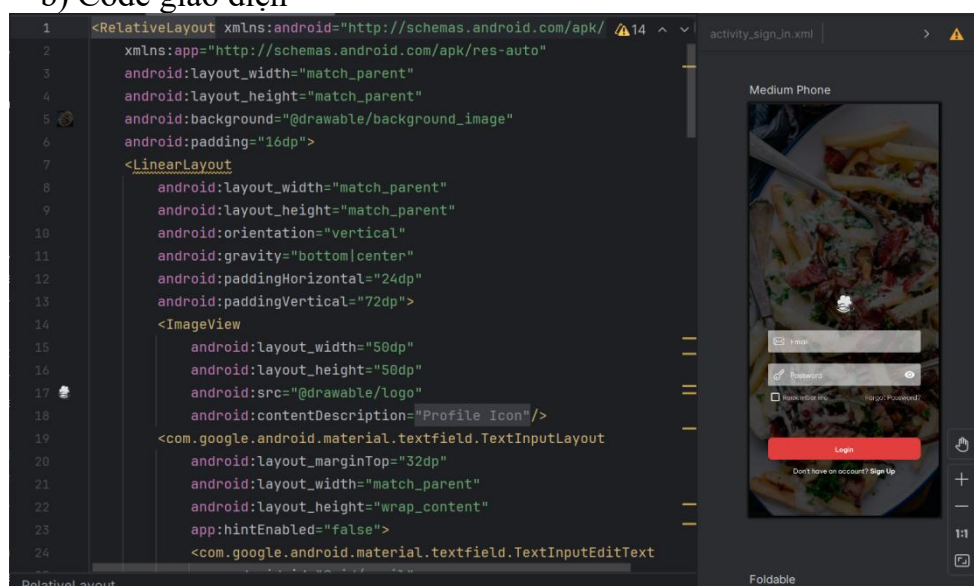 b) Code giao diện
1 <RelativeLayout xmlns:android="http://schemas.android.com/apk/ 14
2 xmlns:app="http://schemas.android.com/apk/res-auto"
3 android:layout_width="match_parent"
4 android:layout_height="match_parent"
5 android:background="@drawable/background_image"
6 android:padding="16dp">
7 <LinearLayout
8 android:layout_width="match_parent"
9 android:layout_height="match_parent"
10 android:orientation="vertical"
11 android:gravity="bottom|center"
12 android:paddingHorizontal="24dp"
13 android:paddingVertical="72dp">
14 <ImageView
15 android:layout_width="50dp"
16 android:layout_height="50dp"
17 android:src="@drawable/logo"
18 android:contentDescription="Profile Icon"/>
19 <com.google.android.material.textfield.TextInputLayout
20 android:layout_marginTop="32dp"
21 android:layout_width="match_parent"
22 android:layout_height="wrap_content"
23 app:hintEnabled="false">
24 <com.google.android.material.textfield.TextInputEditText
RelativeLayout
activity_sign_in.xml
Medium Phone
Email
Password
Remember me Forgot Password?
Login
Don't have an account? Sign Up
1:1
Foldable